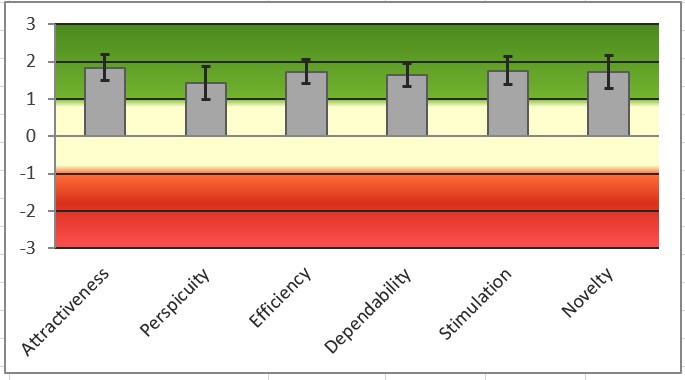 3
2
1
0
-1
-2
-3
Attractiveness
Perspicuity
Efficiency
Dependability
Stimulation
Novelty